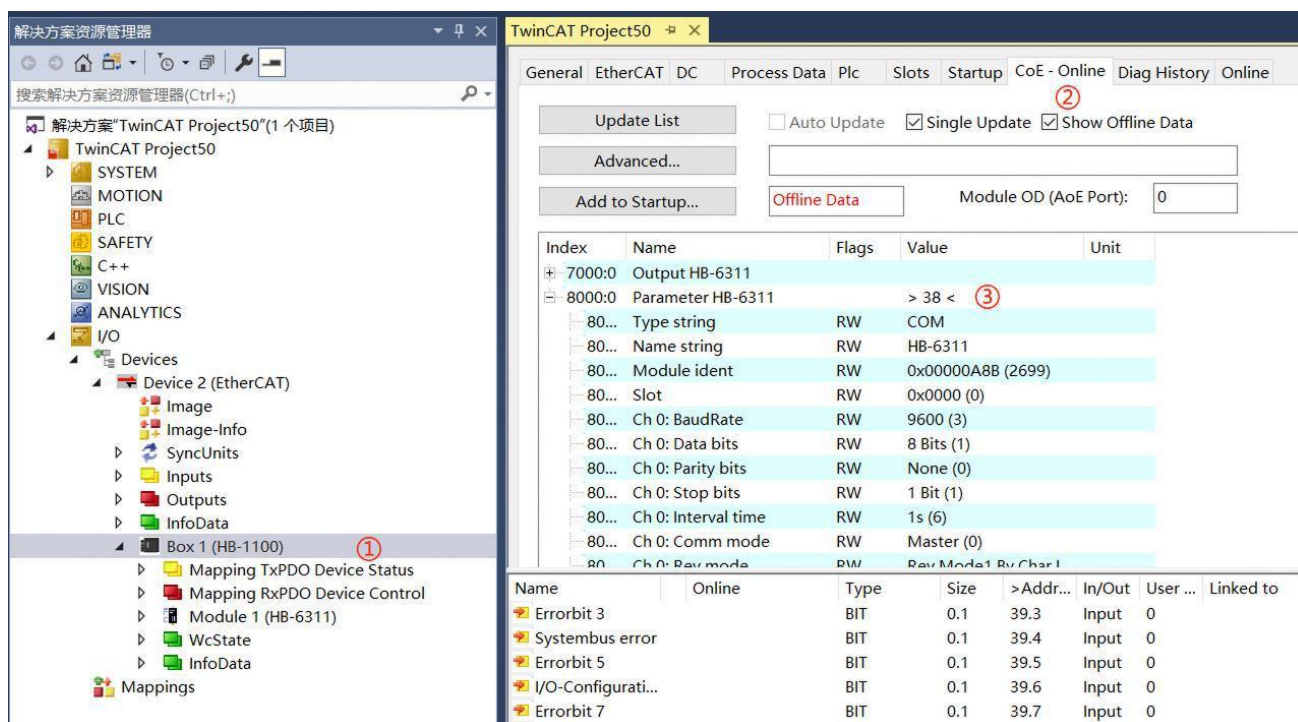 解决方案资源管理器
搜索解决方案资源管理器(Ctrl+;)
解决方案"TwinCAT Project50"(1 个项目)
TwinCAT Project50
SYSTEM
MOTION
PLC
SAFETY
C++
VISION
ANALYTICS
I/O
Devices
Device 2 (EtherCAT)
Image
Image-Info
SyncUnits
Inputs
Outputs
InfoData
Box 1 (HB-1100) ①
Mapping TxPDO Device Status
Mapping RxPDO Device Control
Module 1 (HB-6311)
WcState
InfoData
Mappings
TwinCAT Project50
General EtherCAT DC Process Data Plc Slots Startup CoE - Online Diag History Online
②
Update List Auto Update Single Update Show Offline Data
Advanced...
Add to Startup... Offline Data Module OD (AoE Port): 0
Index Name Flags Value Unit
7000:0 Output HB-6311
8000:0 Parameter HB-6311 > 38 < ③
80... Type string RW COM
80... Name string RW HB-6311
80... Module ident RW 0x00000A8B (2699)
80... Slot RW 0x0000 (0)
80... Ch 0: BaudRate RW 9600 (3)
80... Ch 0: Data bits RW 8 Bits (1)
80... Ch 0: Parity bits RW None (0)
80... Ch 0: Stop bits RW 1 Bit (1)
80... Ch 0: Interval time RW 1s (6)
80... Ch 0: Comm mode RW Master (0)
80 Ch 0: Rev mode RW Rev Mode1 By Char
Name Online Type Size >Addr... In/Out User ... Linked to
Errorbit 3 BIT 0.1 39.3 Input 0
Systembus error BIT 0.1 39.4 Input 0
Errorbit 5 BIT 0.1 39.5 Input 0
I/O-Configurati... BIT 0.1 39.6 Input 0
Errorbit 7 BIT 0.1 39.7 Input 0